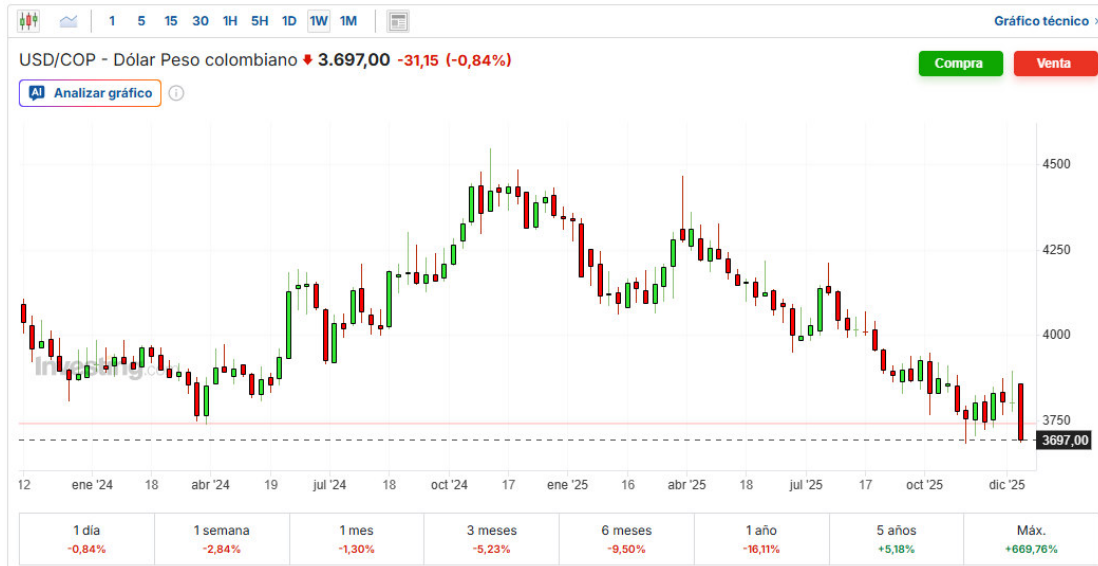 1 5 15 30 1H 5H 1D 1W 1M Gráfico técnico
USD/COP - Dólar Peso colombiano 3.697,00 -31,15 (-0,84%) Compra Venta
AI Analizar gráfico
4500
4250
4000
Investing.co
3750
3697,00
12 ene '24 18 abr '24 19 jul '24 18 oct '24 17 ene '25 16 abr '25 18 jul '25 17 oct '25 dic '25
1 día 1 semana 1 mes 3 meses 6 meses 1 año 5 años Máx.
-0,84% -2,84% -1,30% -5,23% -9,50% -16,11% +5,18% +669,76%